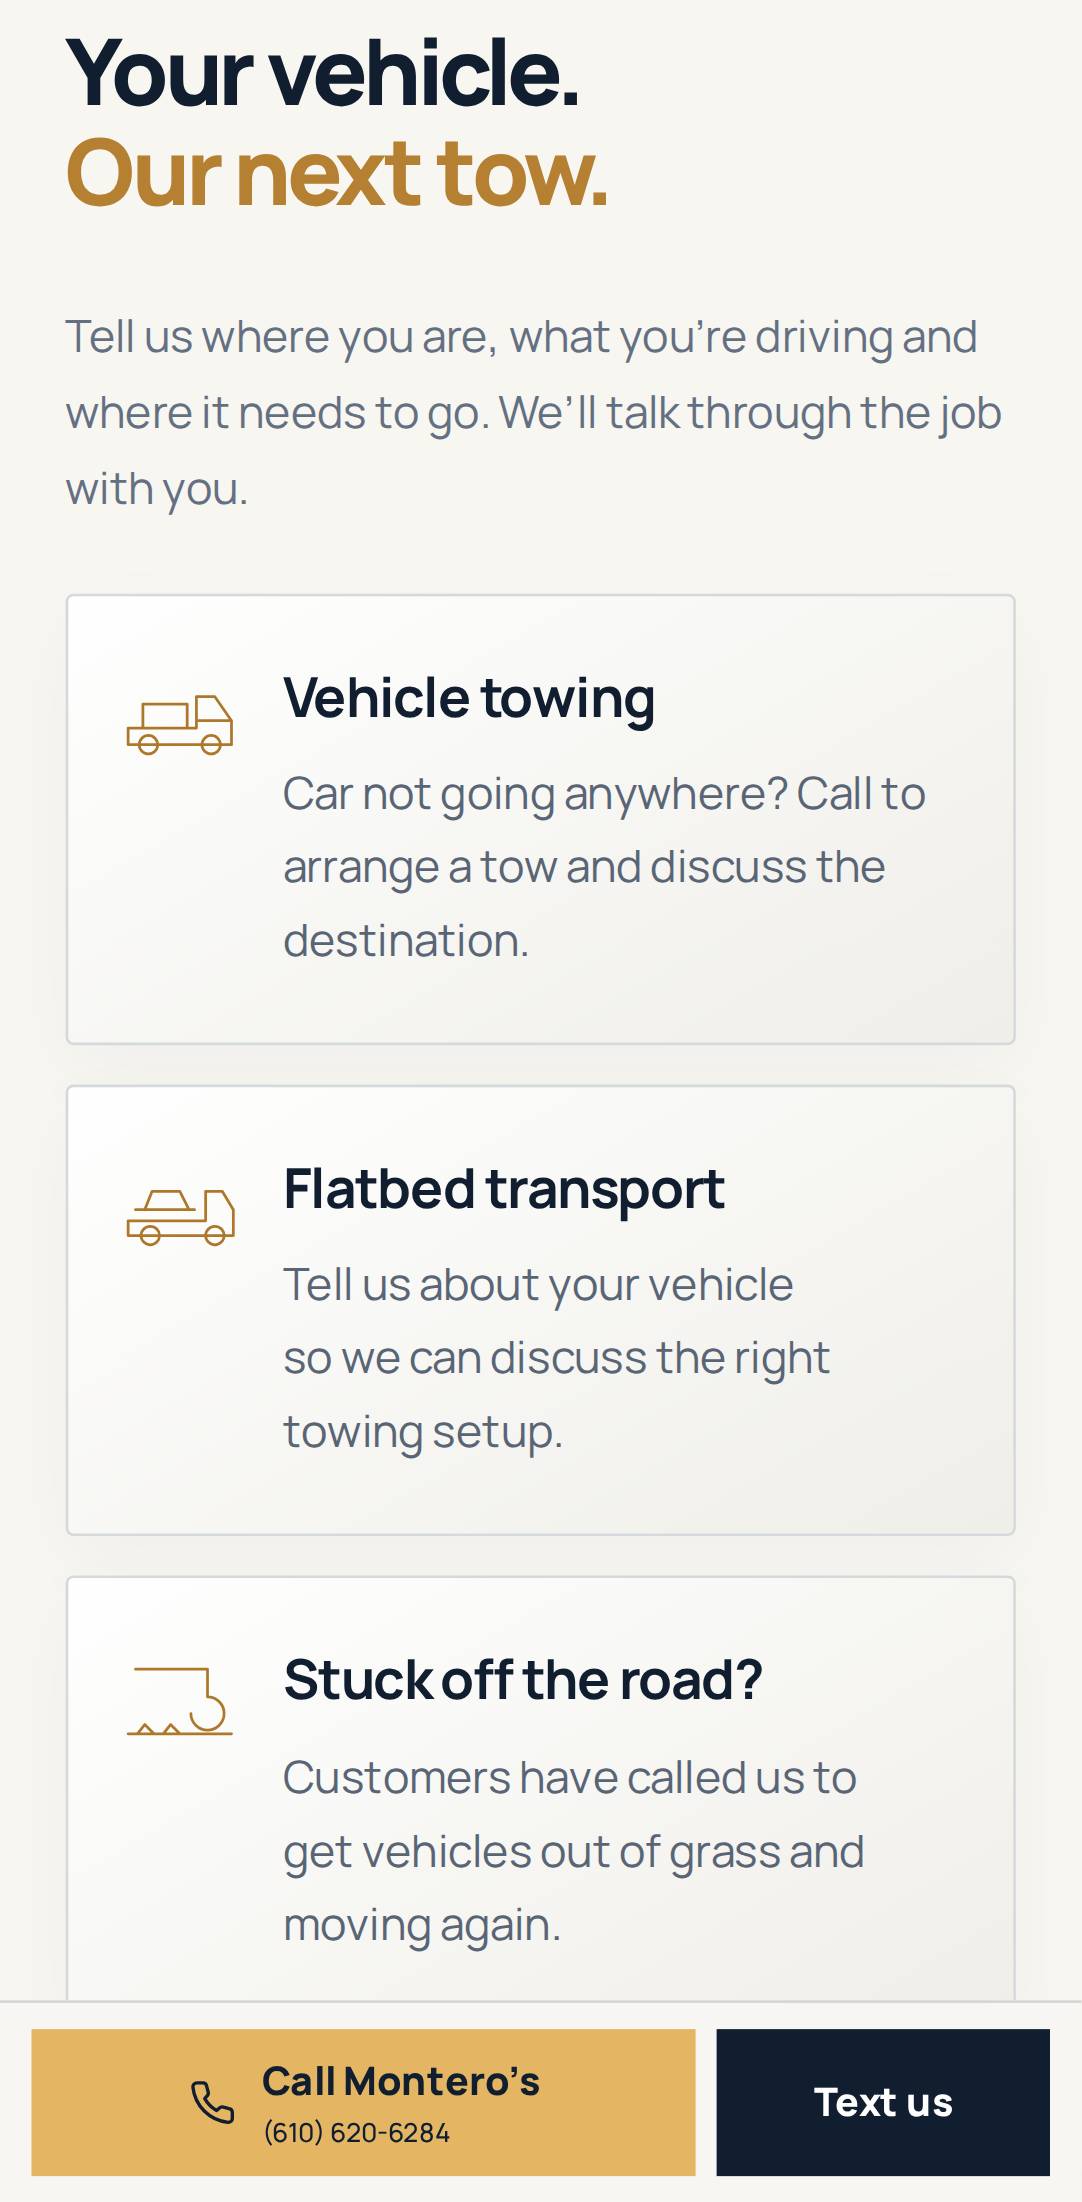 Your vehicle.
Our next tow.
Tell us where you are, what you’re driving and
where it needs to go. We’ll talk through the job
with you.
Vehicle towing
Car not going anywhere? Call to
arrange a tow and discuss the
destination.
Flatbed transport
Tell us about your vehicle
so we can discuss the right
towing setup.
Stuck off the road?
Customers have called us to
get vehicles out of grass and
moving again.
Call Montero’s
(610) 620-6284
Text us